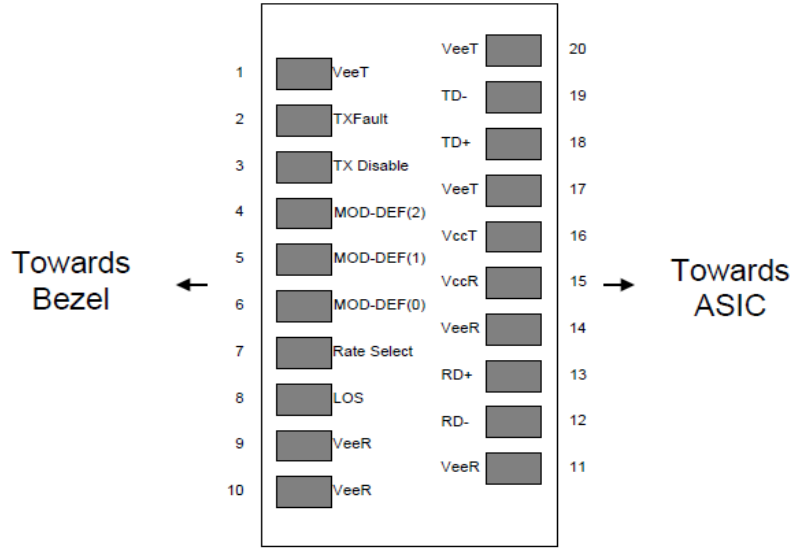 VeeT 20
1 VeeT
TD- 19
2 TXFault
TD+ 18
3 TX Disable
VeeT 17
4 MOD-DEF(2)
VccT 16
5 MOD-DEF(1)
VccR 15
6 MOD-DEF(0)
VeeR 14
7 Rate Select
RD+ 13
8 LOS
RD- 12
9 VeeR
VeeR 11
10 VeeR
Towards
Bezel
Towards
ASIC